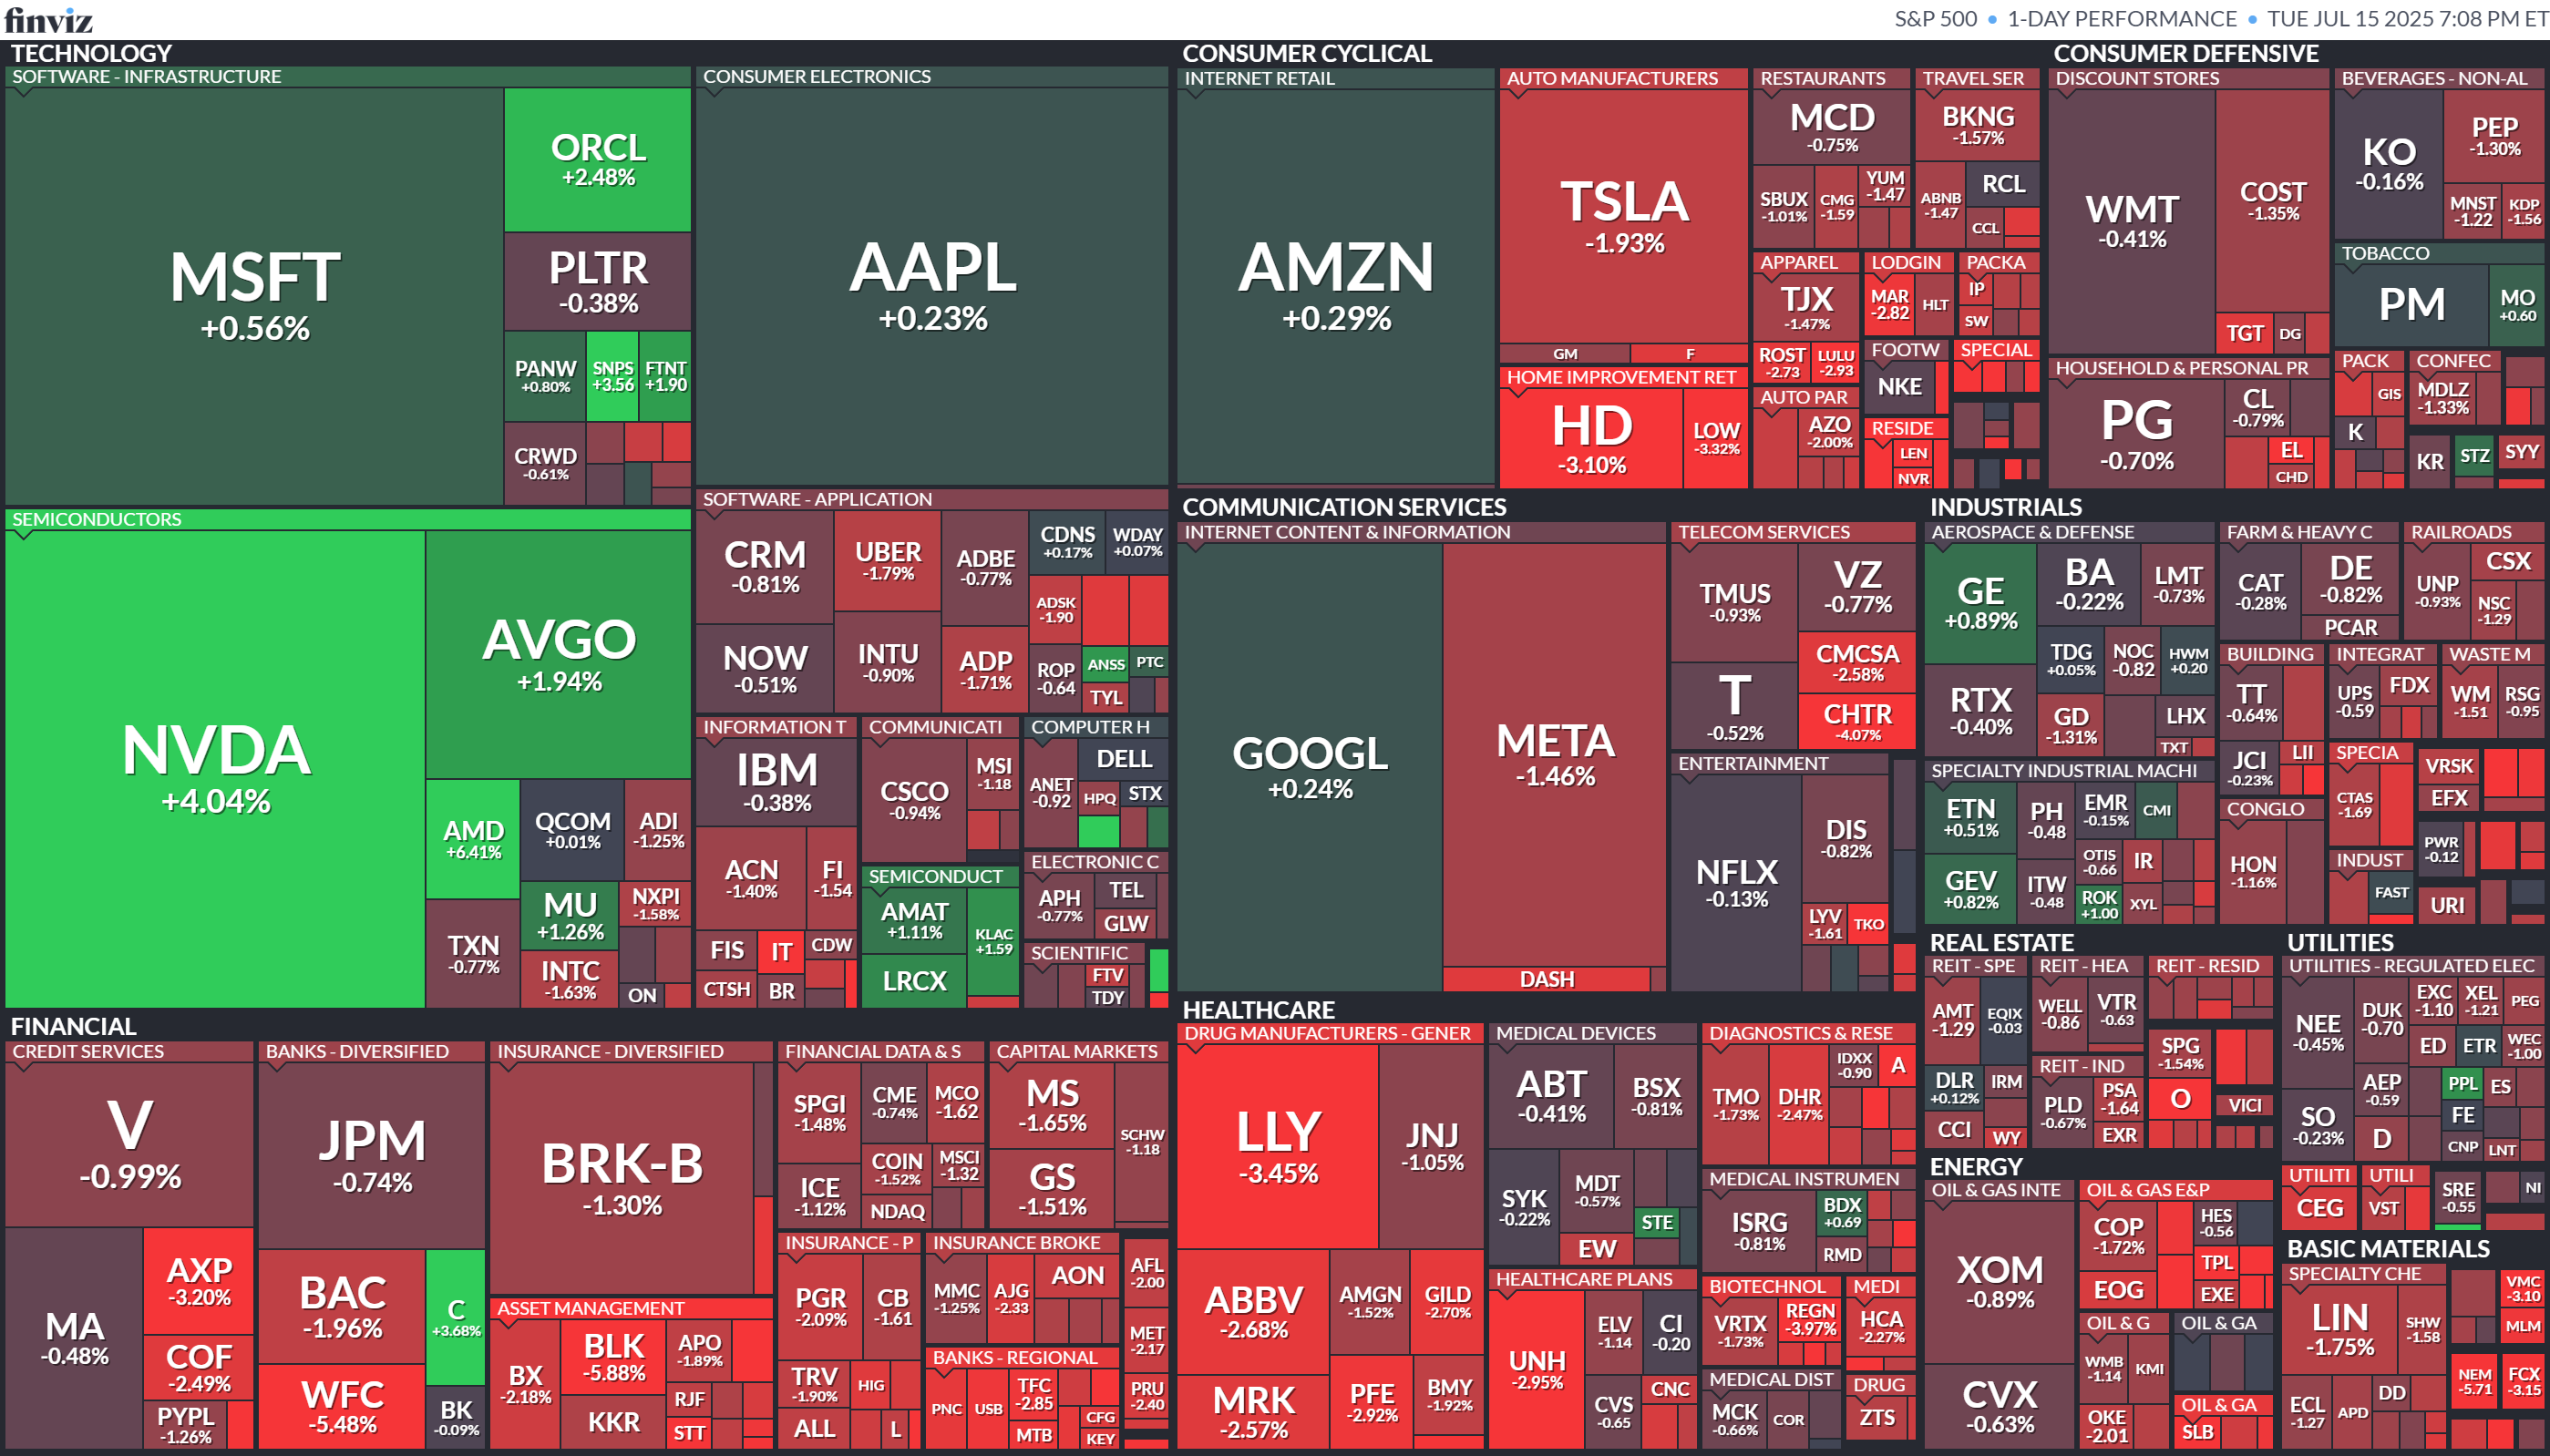 finviz
S&P 500 • 1-DAY PERFORMANCE • TUE JUL 15 2025 7:08 PM ET
TECHNOLOGY
SOFTWARE - INFRASTRUCTURE
MSFT
+0.56%
ORCL
+2.48%
PLTR
-0.38%
PANW
+0.80%
SNPS
+3.56
FTNT
+1.90
CRWD
-0.61%
CONSUMER ELECTRONICS
AAPL
+0.23%
SEMICONDUCTORS
NVDA
+4.04%
AVGO
+1.94%
AMD
+6.41%
QCOM
+0.01%
ADI
-1.25%
TXN
-0.77%
MU
+1.26%
NXPI
-1.58%
INTC
-1.63%
ON
SOFTWARE - APPLICATION
CRM
-0.81%
UBER
-1.79%
ADBE
-0.77%
CDNS
+0.17%
WDAY
+0.07%
NOW
-0.51%
INTU
-0.90%
ADP
-1.71%
ADSK
-1.90
ROP
-0.64
ANSS
PTC
TYL
INFORMATION T
IBM
-0.38%
ACN
-1.40%
FI
-1.54
FIS
IT
CDW
CTSH
BR
COMMUNICATI
CSCO
-0.94%
MSI
-1.18
SEMICONDUCT
AMAT
+1.11%
KLAC
+1.59
LRCX
COMPUTER H
ANET
-0.92
DELL
HPQ
STX
ELECTRONIC C
APH
-0.77%
TEL
GLW
SCIENTIFIC
FTV
TDY
FINANCIAL
CREDIT SERVICES
V
-0.99%
MA
-0.48%
AXP
-3.20%
COF
-2.49%
PYPL
-1.26%
BANKS - DIVERSIFIED
JPM
-0.74%
BAC
-1.96%
C
+3.68%
WFC
-5.48%
BK
-0.09%
INSURANCE - DIVERSIFIED
BRK-B
-1.30%
ASSET MANAGEMENT
BX
-2.18%
BLK
-5.88%
APO
-1.89%
KKR
RJF
STT
FINANCIAL DATA & S
SPGI
-1.48%
CME
-0.74%
MCO
-1.62
ICE
-1.12%
COIN
-1.52%
MSCI
-1.32
NDAQ
CAPITAL MARKETS
MS
-1.65%
GS
-1.51%
SCHW
-1.18
INSURANCE - P
PGR
-2.09%
CB
-1.61
TRV
-1.90%
HIG
ALL
L
INSURANCE BROKE
MMC
-1.25%
AJG
-2.33
AON
BANKS - REGIONAL
PNC
USB
TFC
-2.85
MTB
CFG
KEY
AFL
-2.00
MET
-2.17
PRU
-2.40
CONSUMER CYCLICAL
INTERNET RETAIL
AMZN
+0.29%
AUTO MANUFACTURERS
TSLA
-1.93%
GM
F
HOME IMPROVEMENT RET
HD
-3.10%
LOW
-3.32%
RESTAURANTS
MCD
-0.75%
SBUX
-1.01%
CMG
-1.59
YUM
-1.47
TRAVEL SER
BKNG
-1.57%
ABNB
-1.47
RCL
CCL
APPAREL
TJX
-1.47%
ROST
-2.73
LULU
-2.93
LODGIN
MAR
-2.82
HLT
PACKA
IP
SW
FOOTW
NKE
SPECIAL
AUTO PAR
AZO
-2.00%
RESIDE
LEN
NVR
CONSUMER DEFENSIVE
DISCOUNT STORES
WMT
-0.41%
COST
-1.35%
TGT
DG
BEVERAGES - NON-AL
KO
-0.16%
PEP
-1.30%
MNST
-1.22
KDP
-1.56
TOBACCO
PM
MO
+0.60
HOUSEHOLD & PERSONAL PR
PG
-0.70%
CL
-0.79%
EL
CHD
PACK
GIS
K
CONFEC
MDLZ
-1.33%
KR
STZ
SYY
COMMUNICATION SERVICES
INTERNET CONTENT & INFORMATION
GOOGL
+0.24%
META
-1.46%
DASH
TELECOM SERVICES
TMUS
-0.93%
VZ
-0.77%
T
-0.52%
CMCSA
-2.58%
CHTR
-4.07%
ENTERTAINMENT
NFLX
-0.13%
DIS
-0.82%
LYV
-1.61
TKO
INDUSTRIALS
AEROSPACE & DEFENSE
GE
+0.89%
BA
-0.22%
LMT
-0.73%
RTX
-0.40%
TDG
+0.05%
NOC
-0.82
HWM
+0.20
GD
-1.31%
LHX
TXT
SPECIALTY INDUSTRIAL MACHI
ETN
+0.51%
PH
-0.48
EMR
-0.15%
CMI
GEV
+0.82%
ITW
-0.48
OTIS
-0.66
IR
ROK
+1.00
XYL
FARM & HEAVY C
CAT
-0.28%
DE
-0.82%
PCAR
RAILROADS
UNP
-0.93%
CSX
NSC
-1.29
BUILDING
TT
-0.64%
JCI
-0.23%
LII
INTEGRAT
UPS
-0.59
FDX
WASTE M
WM
-1.51
RSG
-0.95
CONGLO
HON
-1.16%
SPECIA
CTAS
-1.69
INDUST
FAST
VRSK
EFX
PWR
-0.12
URI
HEALTHCARE
DRUG MANUFACTURERS - GENER
LLY
-3.45%
JNJ
-1.05%
ABBV
-2.68%
AMGN
-1.52%
GILD
-2.70%
MRK
-2.57%
PFE
-2.92%
BMY
-1.92%
MEDICAL DEVICES
ABT
-0.41%
BSX
-0.81%
SYK
-0.22%
MDT
-0.57%
STE
EW
HEALTHCARE PLANS
UNH
-2.95%
ELV
-1.14
CI
-0.20
CVS
-0.65
CNC
DIAGNOSTICS & RESE
TMO
-1.73%
DHR
-2.47%
IDXX
-0.90
A
MEDICAL INSTRUMEN
ISRG
-0.81%
BDX
+0.69
RMD
BIOTECHNOL
VRTX
-1.73%
REGN
-3.97%
MEDI
HCA
-2.27%
MEDICAL DIST
MCK
-0.66%
COR
DRUG
ZTS
REAL ESTATE
REIT - SPE
AMT
-1.29
EQIX
-0.03
DLR
+0.12%
IRM
CCI
WY
REIT - HEA
WELL
-0.86
VTR
-0.63
REIT - IND
PLD
-0.67%
PSA
-1.64
EXR
REIT - RESID
SPG
-1.54%
O
VICI
UTILITIES
UTILITIES - REGULATED ELEC
NEE
-0.45%
DUK
-0.70
EXC
-1.10
XEL
-1.21
PEG
ED
ETR
WEC
-1.00
SO
-0.23%
AEP
-0.59
PPL
ES
FE
D
CNP
LNT
UTILITI
CEG
UTILI
VST
SRE
-0.55
NI
ENERGY
OIL & GAS INTE
XOM
-0.89%
CVX
-0.63%
OIL & GAS E&P
COP
-1.72%
HES
-0.56
EOG
TPL
EXE
OIL & G
WMB
-1.14
KMI
OKE
-2.01
OIL & GA
OIL & GA
SLB
BASIC MATERIALS
SPECIALTY CHE
LIN
-1.75%
SHW
-1.58
ECL
-1.27
APD
DD
VMC
-3.10
MLM
NEM
-5.71
FCX
-3.15